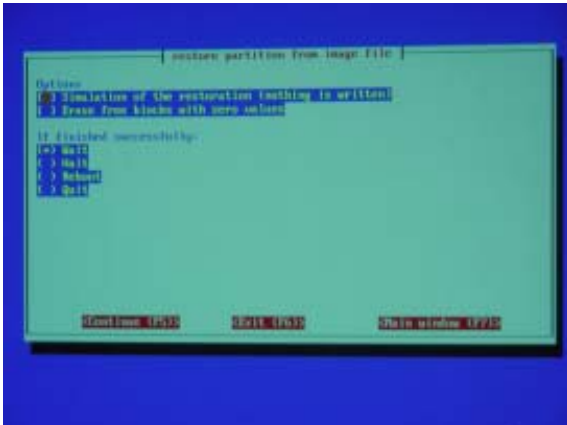 restore partition from image file
Options
[ ] Simulation of the restoration (nothing is written)
[ ] Erase free blocks with zero values
If finished successfully:
(*) Wait
( ) Halt
( ) Reboot
( ) Quit
<Continue (F5)> <Exit (F6)> <Main window (F7)>